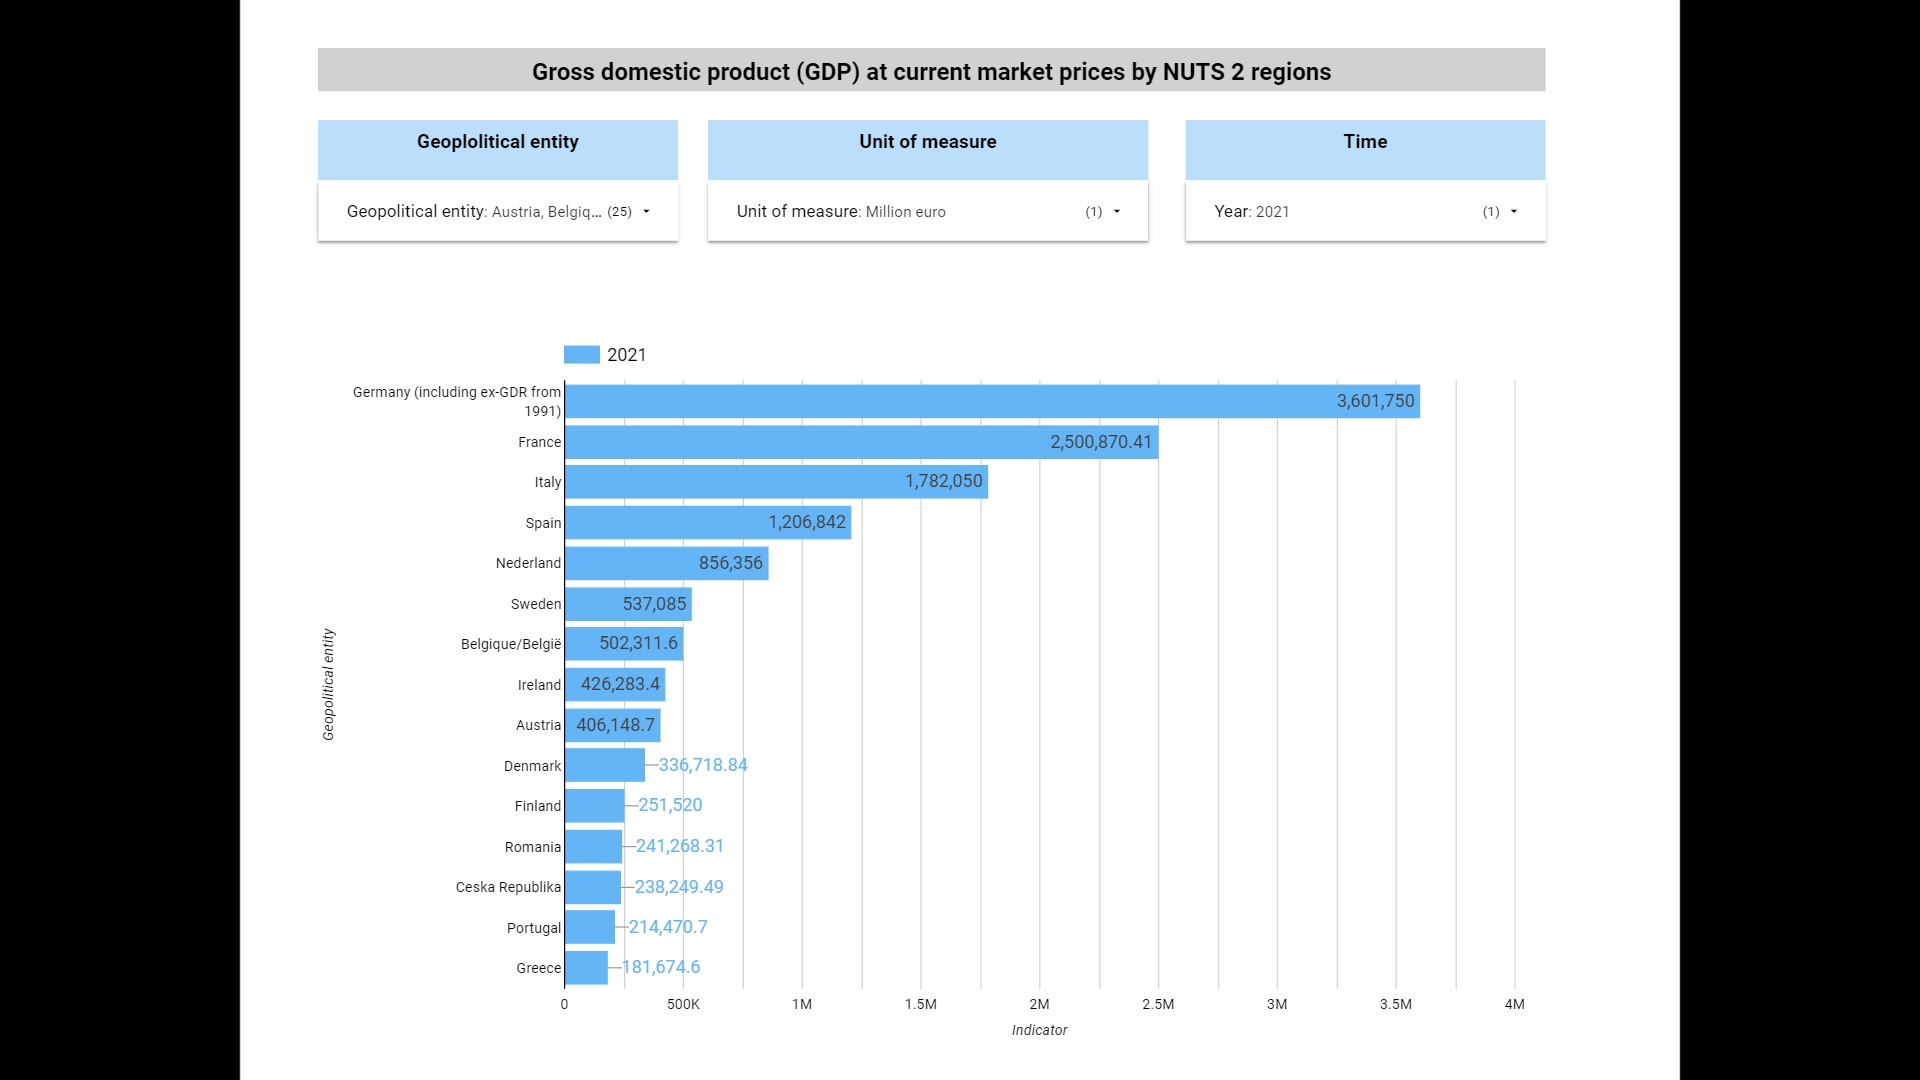 Gross domestic product (GDP) at current market prices by NUTS 2 regions
Geoplolitical entity
Unit of measure
Time
Geopolitical entity: Austria, Belgiq... (25)
Unit of measure: Million euro (1)
Year: 2021 (1)
2021
Germany (including ex-GDR from
1991)
3,601,750
France 2,500,870.41
Italy 1,782,050
Spain 1,206,842
Nederland 856,356
Sweden 537,085
Belgique/België 502,311.6
Ireland 426,283.4
Austria 406,148.7
Denmark 336,718.84
Finland 251,520
Romania 241,268.31
Ceska Republika 238,249.49
Portugal 214,470.7
Greece 181,674.6
Geopolitical entity
0 500K 1M 1.5M 2M 2.5M 3M 3.5M 4M
Indicator